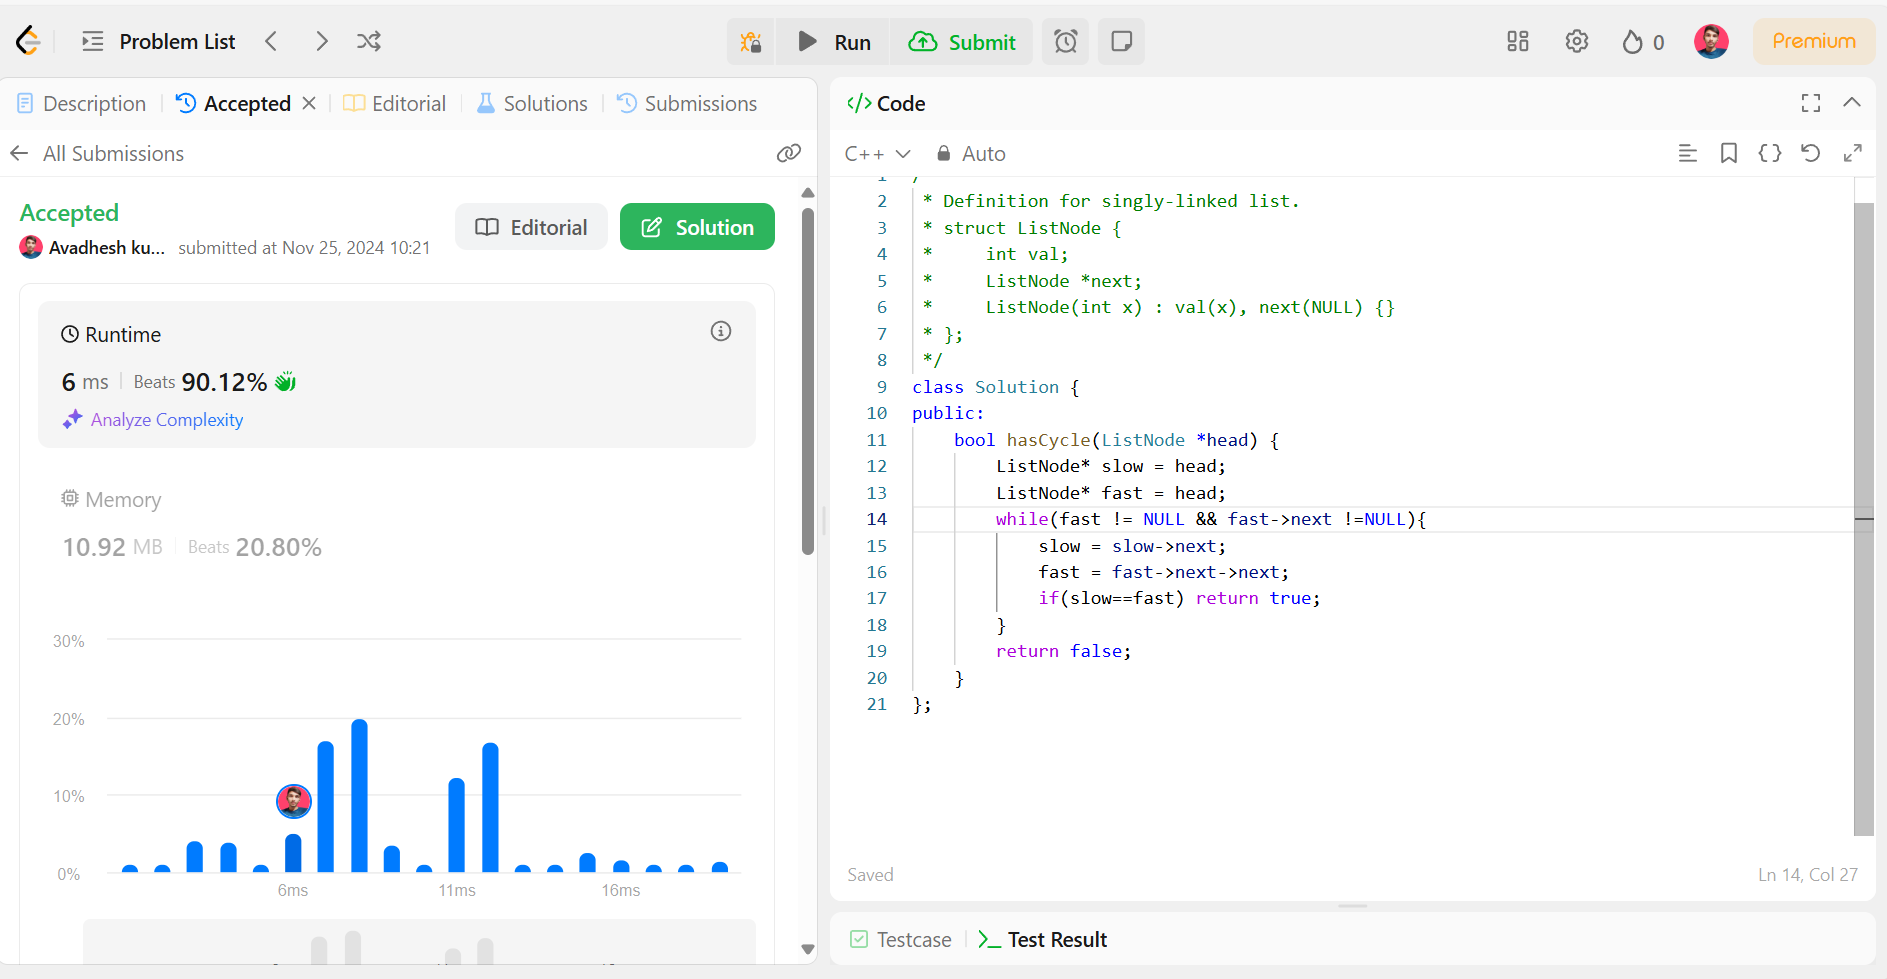 Problem List
Run
Submit
0
Premium
Description
Accepted
Editorial
Solutions
Submissions
All Submissions
Accepted
Avadhesh ku... submitted at Nov 25, 2024 10:21
Editorial
Solution
Runtime
6 ms Beats 90.12%
Analyze Complexity
Memory
10.92 MB Beats 20.80%
30%
20%
10%
0%
6ms 11ms 16ms
</> Code
C++ Auto
2 * Definition for singly-linked list.
3 * struct ListNode {
4 *     int val;
5 *     ListNode *next;
6 *     ListNode(int x) : val(x), next(NULL) {}
7 * };
8 */
9 class Solution {
10 public:
11     bool hasCycle(ListNode *head) {
12         ListNode* slow = head;
13         ListNode* fast = head;
14         while(fast != NULL && fast->next !=NULL){
15             slow = slow->next;
16             fast = fast->next->next;
17             if(slow==fast) return true;
18         }
19         return false;
20     }
21 };
Saved
Ln 14, Col 27
Testcase
Test Result